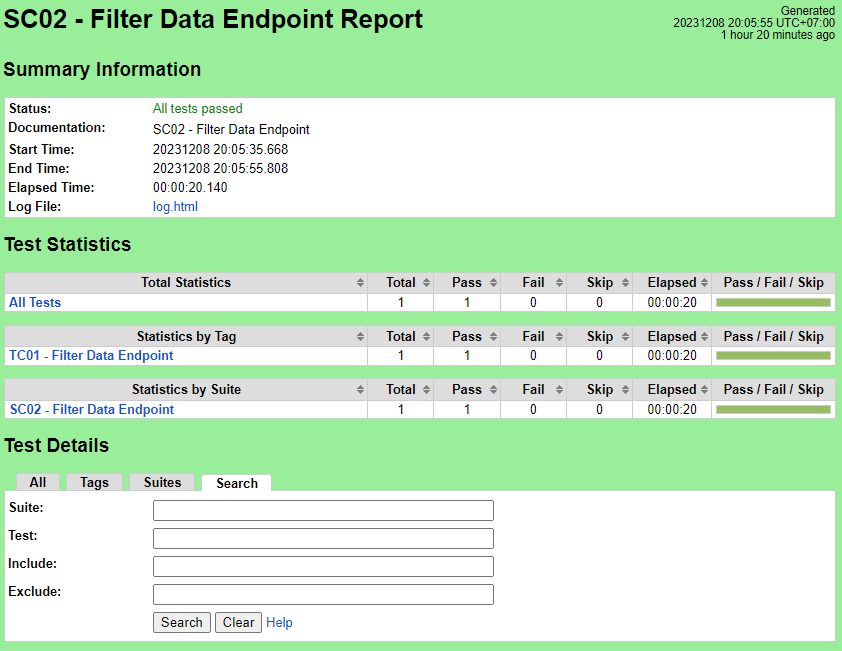 SC02 - Filter Data Endpoint Report
Generated
20231208 20:05:55 UTC+07:00
1 hour 20 minutes ago
Summary Information
Status: All tests passed
Documentation: SC02 - Filter Data Endpoint
Start Time: 20231208 20:05:35.668
End Time: 20231208 20:05:55.808
Elapsed Time: 00:00:20.140
Log File: log.html
Test Statistics
Total Statistics Total Pass Fail Skip Elapsed Pass / Fail / Skip
All Tests 1 1 0 0 00:00:20
Statistics by Tag Total Pass Fail Skip Elapsed Pass / Fail / Skip
TC01 - Filter Data Endpoint 1 1 0 0 00:00:20
Statistics by Suite Total Pass Fail Skip Elapsed Pass / Fail / Skip
SC02 - Filter Data Endpoint 1 1 0 0 00:00:20
Test Details
All Tags Suites Search
Suite:
Test:
Include:
Exclude:
Search Clear Help